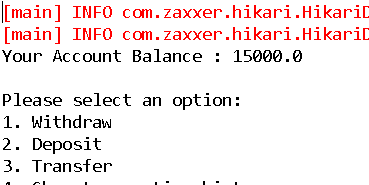 [main] INFO com.zaxxer.hikari.HikariD
[main] INFO com.zaxxer.hikari.HikariD
Your Account Balance : 15000.0
Please select an option:
1. Withdraw
2. Deposit
3. Transfer